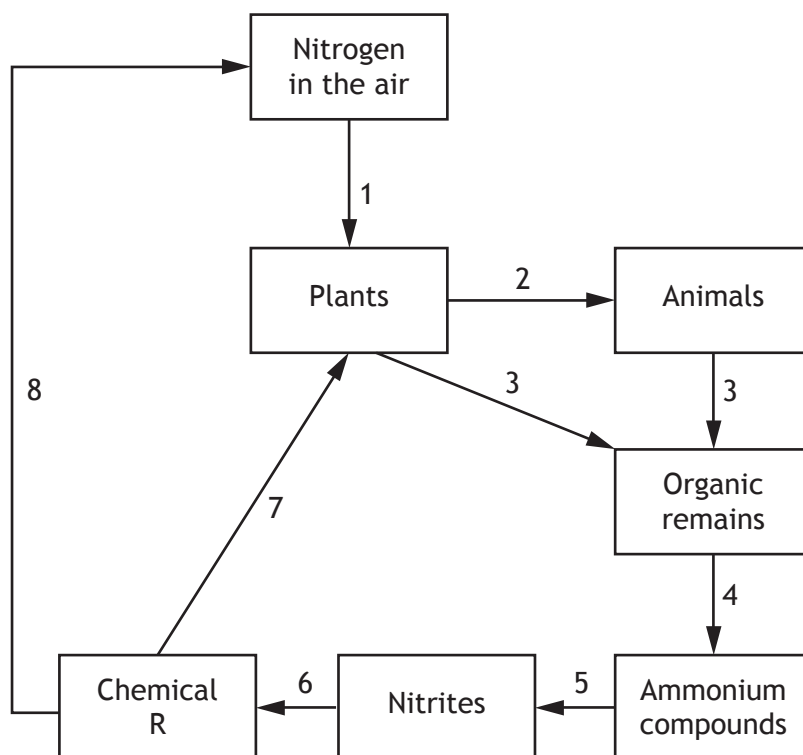 Nitrogen
in the air
1
Plants
2
Animals
8
3
3
Organic
remains
7
4
Chemical
R
6
Nitrites
5
Ammonium
compounds